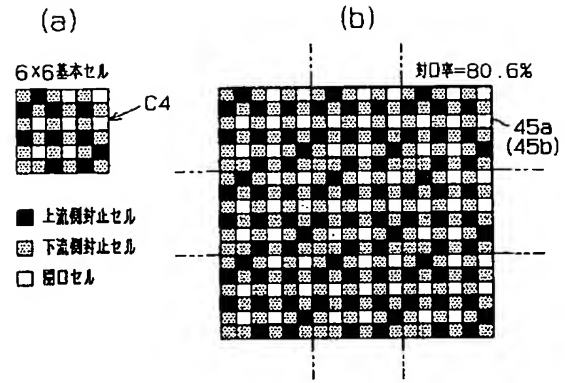 (a)
(b)
6×6基本セル
封口率=80.6%
C4
45a
(45b)
上流側封止セル
下流側封止セル
開口セル